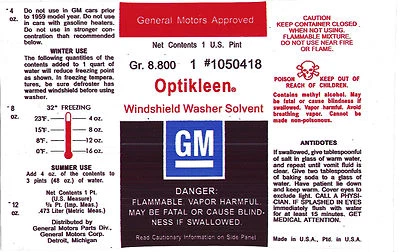 4 oz.
8 oz.
12 oz.
Do not use in GM cars prior
to 1959 model year. Do not use
in cars with gasoline heaters.
Do not use in stronger con-
centration than recommended
below.
WINTER USE
The following quantities of the
contents added to 1 quart of
water will reduce freezing point
as shown. In freezing tempera-
tures, be sure defroster has
warmed windshield before using
washer.
32° FREEZING
23°F. 4 oz.
15°F. 8 oz.
8°F. 12 oz.
0°F. 16 oz.
SUMMER USE
Add 4 oz. of the contents to
3 pints (48 oz.) of water.
Net Contents 1 Pt.
(U.S. Measure)
⅘ Pt. (Imp. Meas.)
.473 Liter (Metric Meas.)
Distributed by
General Motors Parts Div.
General Motors Corp.
Detroit, Michigan
General Motors Approved
Net Contents 1 U.S. Pint
Gr. 8.800 1 #1050418
Optikleen®
Windshield Washer Solvent
GM
DANGER:
FLAMMABLE. VAPOR HARMFUL.
MAY BE FATAL OR CAUSE BLIND-
NESS IF SWALLOWED
Read Cautionary Information on Side Panel
CAUTION
KEEP CONTAINER CLOSED
WHEN NOT USING.
FLAMMABLE MIXTURE.
DO NOT USE NEAR FIRE
OR FLAME.
POISON KEEP OUT OF
REACH OF CHILDREN.
Contains methyl alcohol. May
be fatal or cause blindness if
swallowed. Vapor harmful. Avoid
breathing vapor. Cannot be
made non-poisonous.
ANTIDOTES
If swallowed, give tablespoonful
of salt in glass of warm water,
and repeat until vomit fluid is
clear. Give two tablespoonfuls
of baking soda to a glass of
water. Have patient lie down
and keep warm. Cover eyes to
exclude light. CALL A PHYSI-
CIAN. IF SPLASHED IN EYES
immediately flush with water
for at least 15 minutes. GET
MEDICAL ATTENTION.
Made in U.S.A., Ptd. in U.S.A.